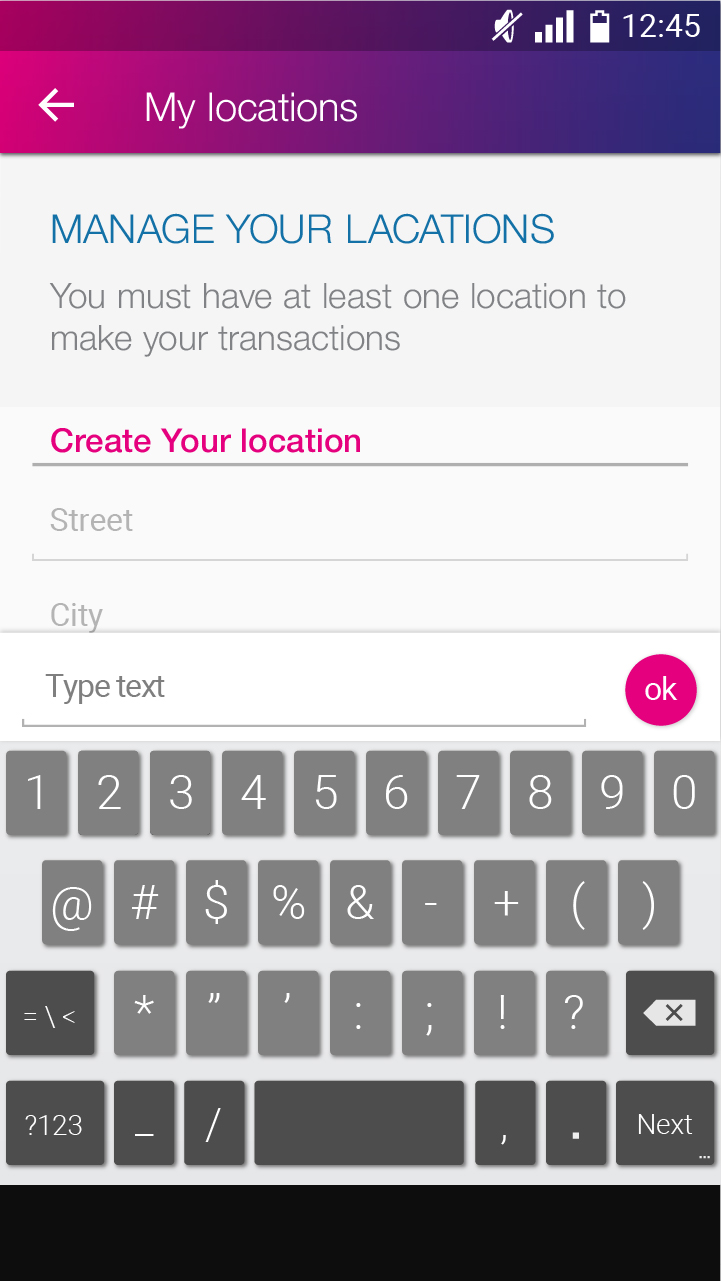 12:45
My locations
MANAGE YOUR LACATIONS
You must have at least one location to
make your transactions
Create Your location
Street
City
Type text
ok
1 2 3 4 5 6 7 8 9 0
@ # $ % & - + ( )
= \ < * ” ’ : ; ! ?
?123 _ / , . Next ...